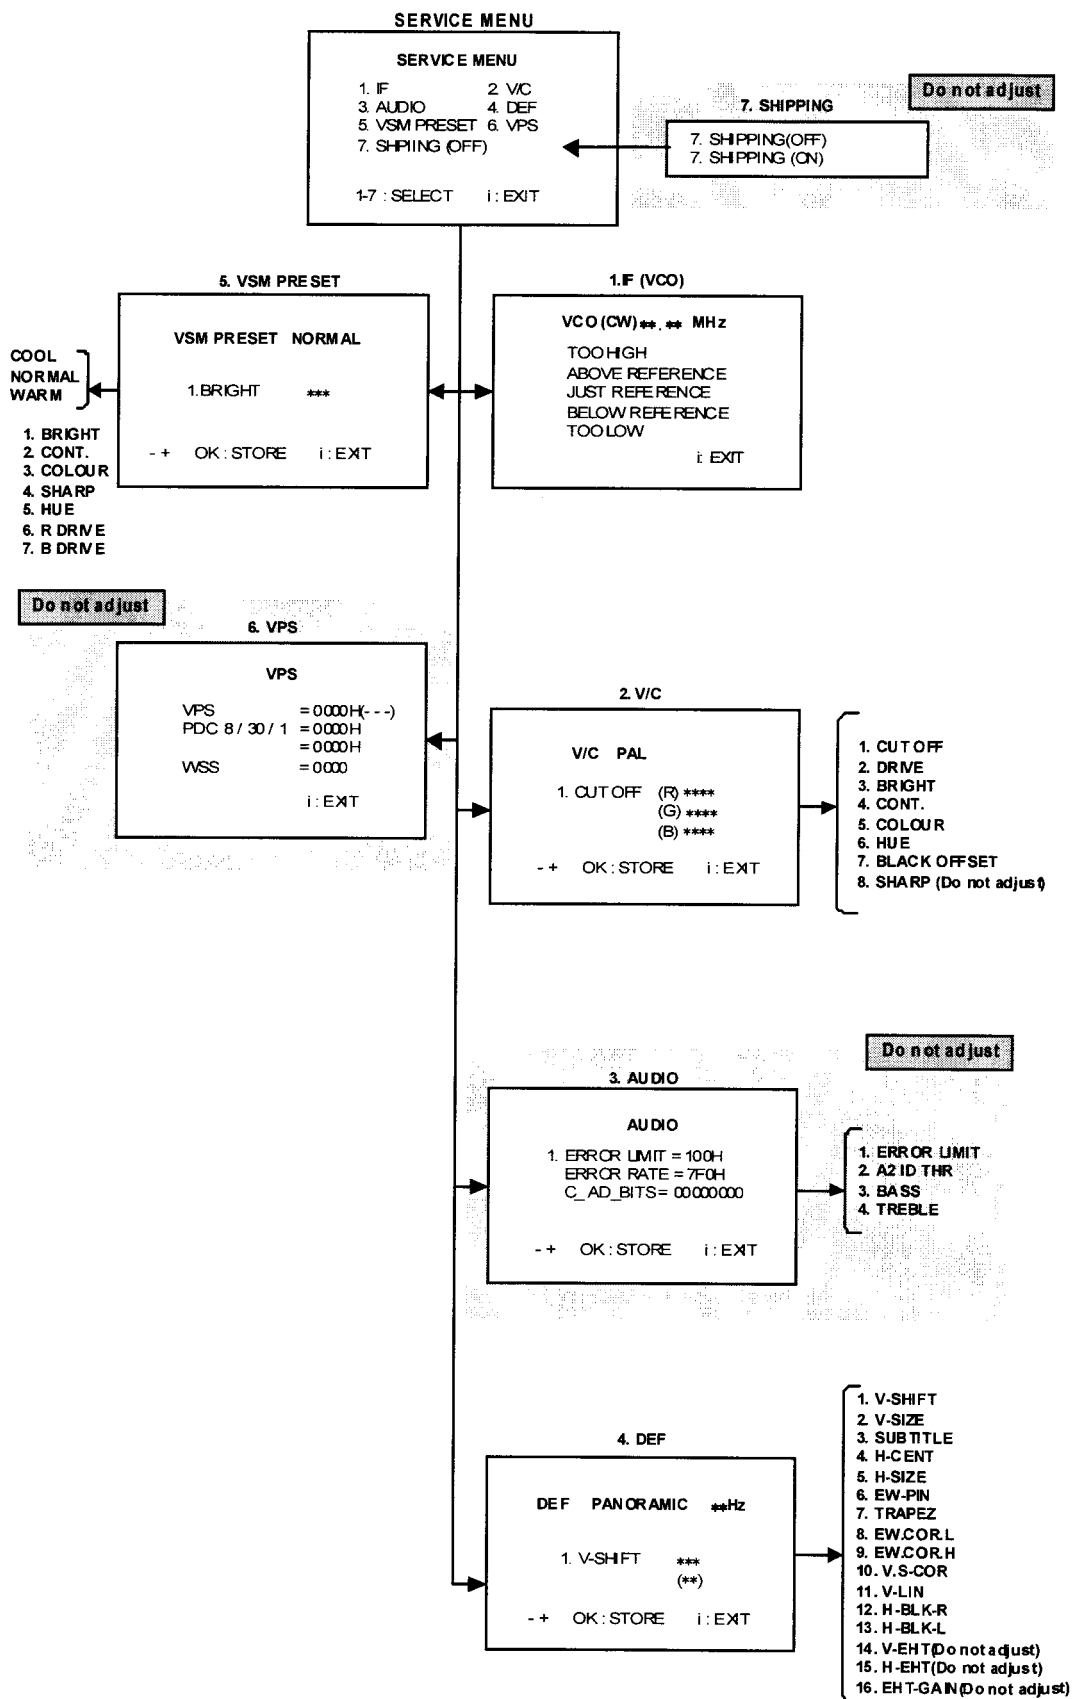 SERVICE MENU
SERVICE MENU
1. IF 2. V/C
3. AUDIO 4. DEF
5. VSM PRESET 6. VPS
7. SHPIING (OFF)
1-7 : SELECT i : EXIT
Do not adjust
7. SHIPPING
7. SHIPPING(OFF)
7. SHIPPING (ON)
5. VSM PRESET
VSM PRESET NORMAL
1.BRIGHT ***
- + OK : STORE i : EXIT
COOL
NORMAL
WARM
1. BRIGHT
2. CONT.
3. COLOUR
4. SHARP
5. HUE
6. R DRIVE
7. B DRIVE
1.IF (VCO)
VCO (CW) **. ** MHz
TOO HIGH
ABOVE REFERENCE
JUST REFERENCE
BELOW REFERENCE
TOO LOW
i: EXIT
Do not adjust
6. VPS
VPS
VPS = 0000H(- - -)
PDC 8 / 30 / 1 = 0000H
= 0000H
WSS = 0000
i : EXIT
2. V/C
V/C PAL
1. CUT OFF (R) ****
(G) ****
(B) ****
- + OK : STORE i : EXIT
1. CUT OFF
2. DRIVE
3. BRIGHT
4. CONT.
5. COLOUR
6. HUE
7. BLACK OFFSET
8. SHARP (Do not adjust)
Do not adjust
3. AUDIO
AUDIO
1. ERROR LIMIT = 100H
ERROR RATE = 7F0H
C_AD_BITS = 00000000
- + OK : STORE i : EXIT
1. ERROR LIMIT
2. A2 ID THR
3. BASS
4. TREBLE
4. DEF
DEF PANORAMIC **Hz
1. V-SHIFT ***
(**)
- + OK : STORE i : EXIT
1. V-SHIFT
2. V-SIZE
3. SUBTITLE
4. H-CENT
5. H-SIZE
6. EW-PIN
7. TRAPEZ
8. EW.COR.L
9. EW.COR.H
10. V.S-COR
11. V-LIN
12. H-BLK-R
13. H-BLK-L
14. V-EHT(Do not adjust)
15. H-EHT(Do not adjust)
16. EHT-GAIN(Do not adjust)